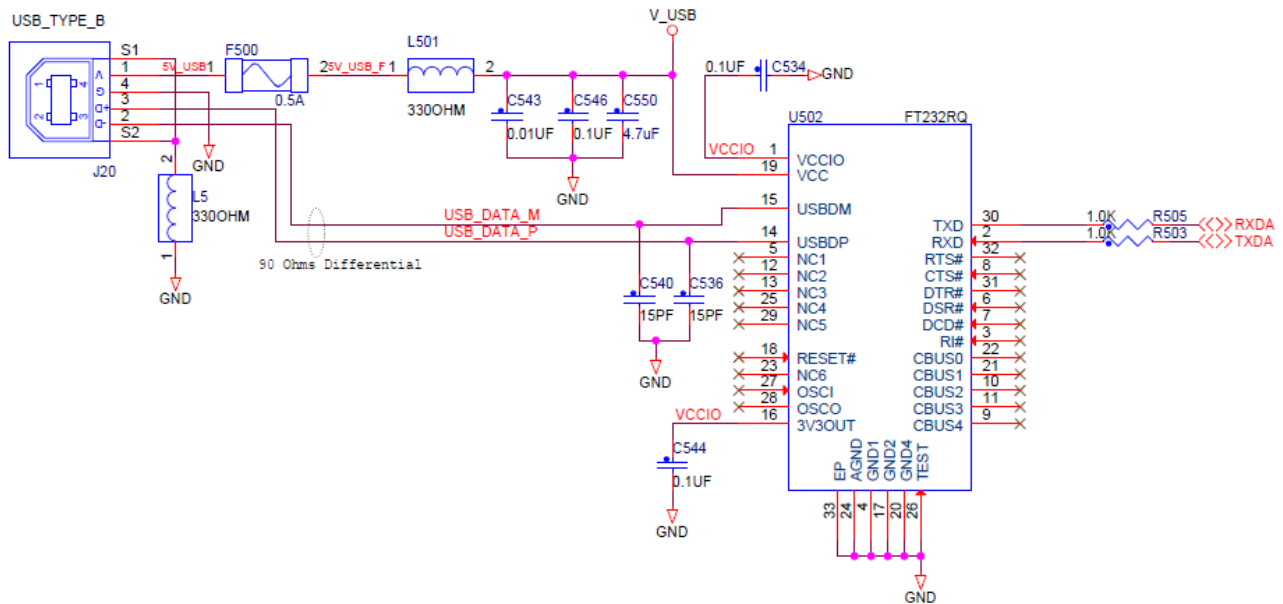 USB_TYPE_B
S1
1
4
3
2
S2
V
G
D+
D-
1
4
2
3
J20
5V_USB
1
F500
2
0.5A
5V_USB_F
1
L501
2
330OHM
V_USB
C543
0.01UF
C546
0.1UF
C550
4.7uF
GND
GND
2
L5
330OHM
1
GND
0.1UF
C534
GND
U502
FT232RQ
VCCIO
1
VCCIO
19
VCC
15
USBDM
14
USBDP
5
NC1
12
NC2
13
NC3
25
NC4
29
NC5
18
RESET#
23
NC6
27
OSCI
28
OSCO
16
3V3OUT
USB_DATA_M
USB_DATA_P
90 Ohms Differential
C540
15PF
C536
15PF
GND
VCCIO
C544
0.1UF
GND
TXD
30
RXD
2
RTS#
32
CTS#
8
DTR#
31
DSR#
6
DCD#
7
RI#
3
CBUS0
22
CBUS1
21
CBUS2
10
CBUS3
11
CBUS4
9
1.0K
R505
RXDA
1.0K
R503
TXDA
EP
AGND
GND1
GND2
GND4
TEST
33
24
4
17
20
26
GND